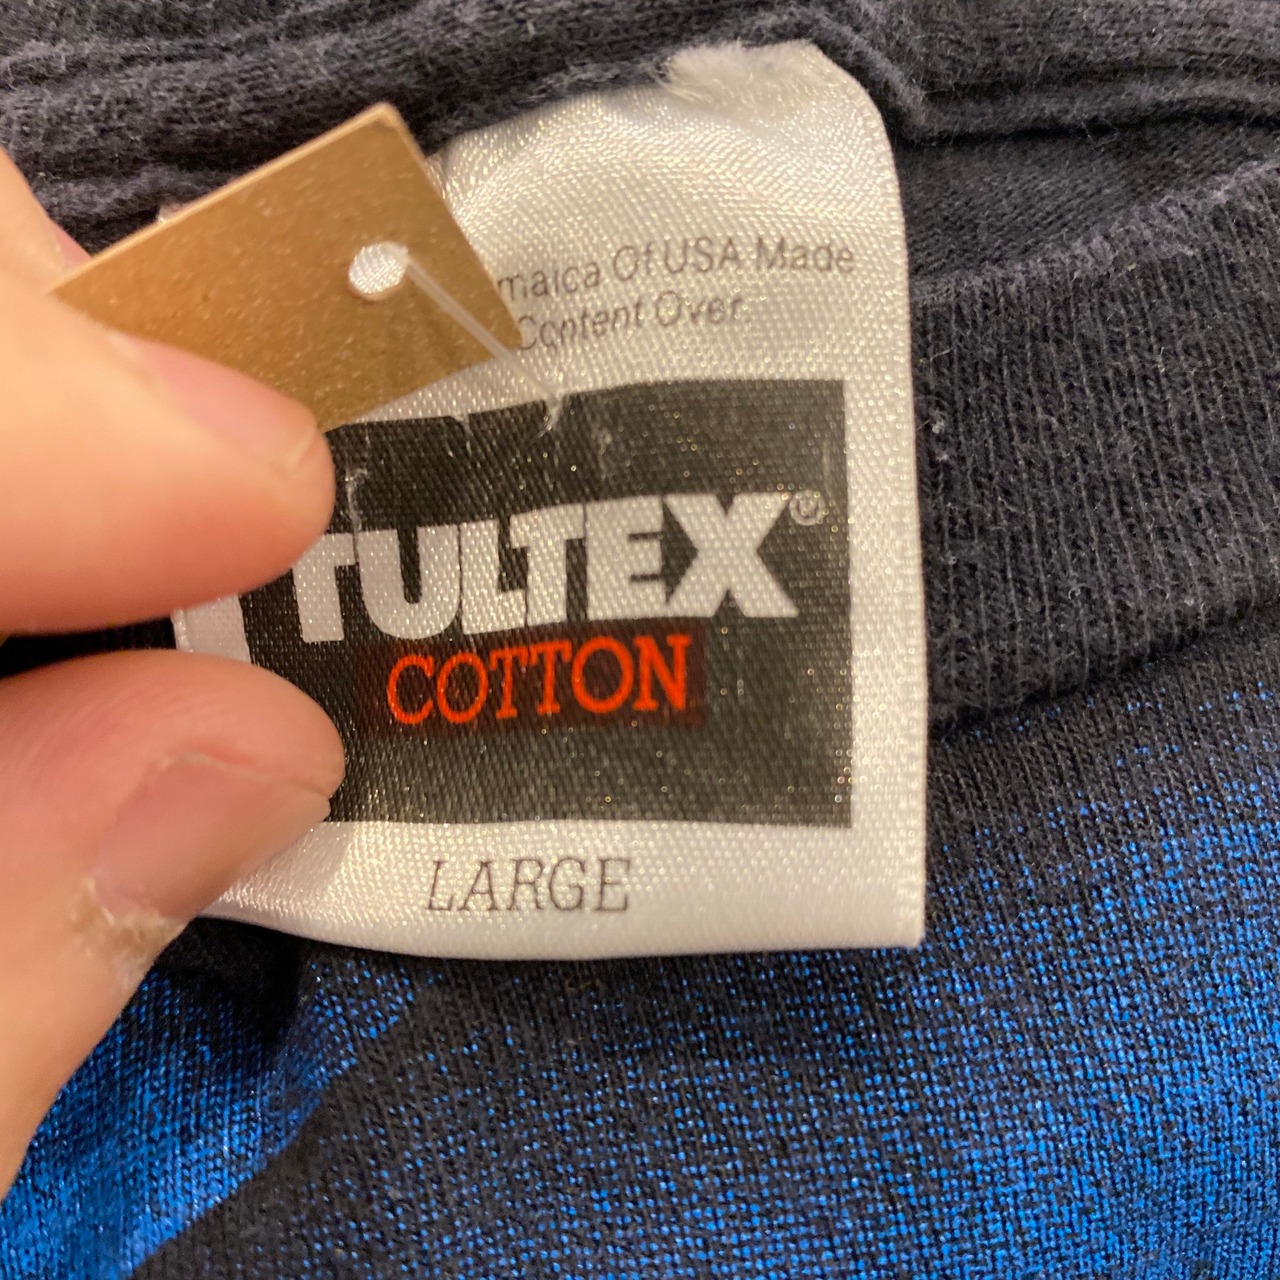 maica Of USA Made
Content Over
TULTEX®
COTTON
LARGE